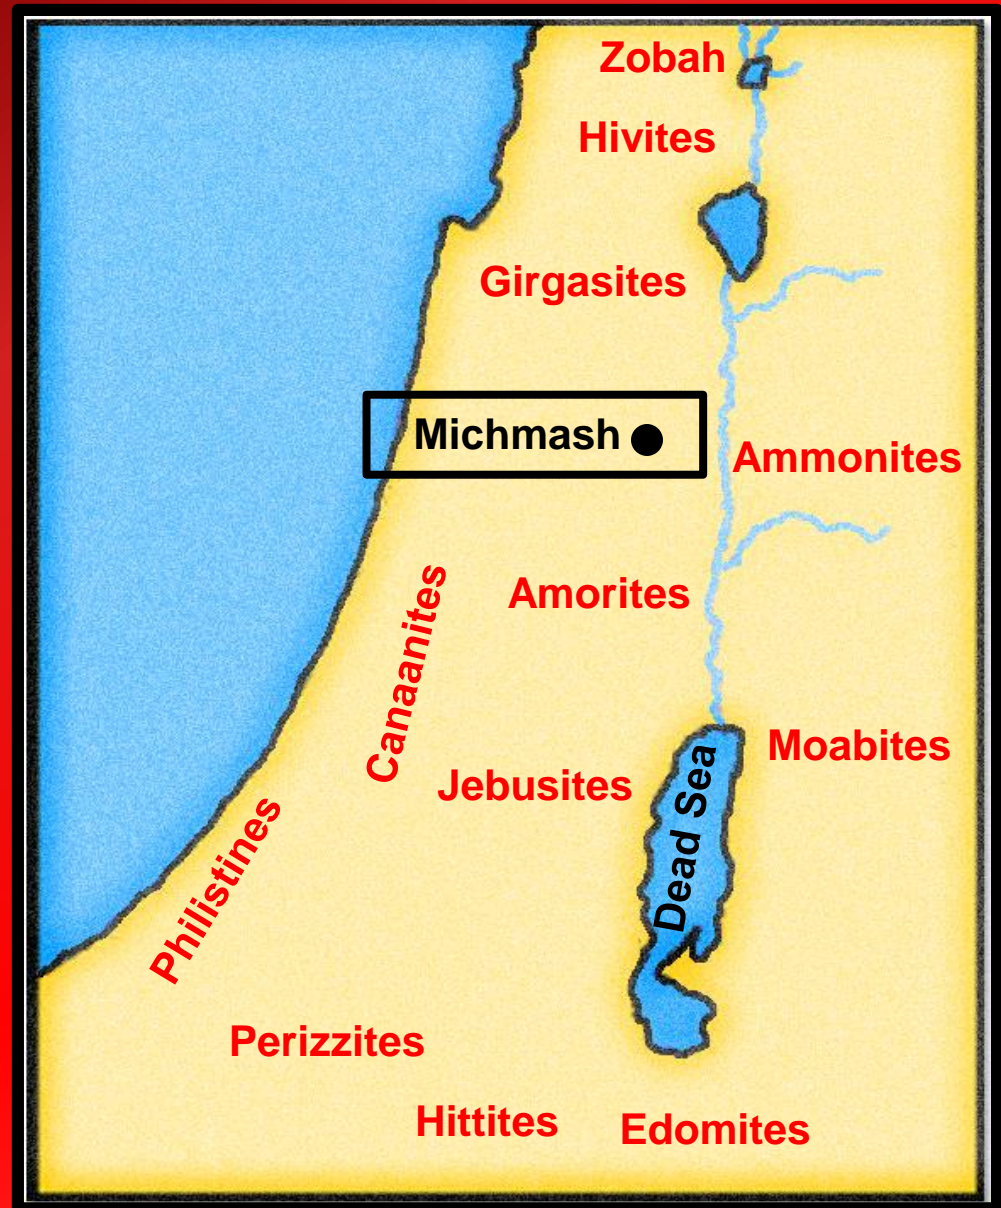 Zobah
Hivites
Girgasites
Michmash
Ammonites
Amorites
Canaanites
Moabites
Jebusites
Dead Sea
Philistines
Perizzites
Hittites
Edomites